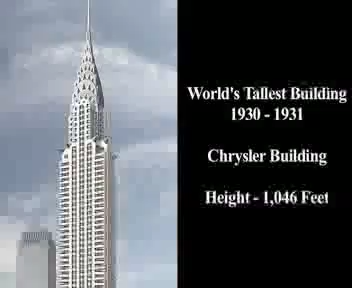 World's Tallest Building
1930 - 1931
Chrysler Building
Height - 1,046 Feet